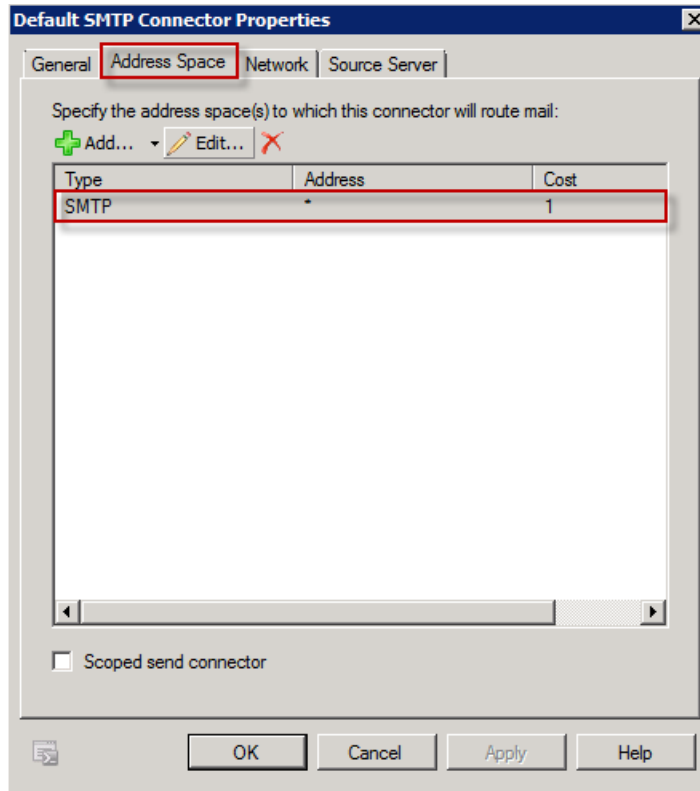 Default SMTP Connector Properties
General Address Space Network Source Server
Specify the address space(s) to which this connector will route mail:
Add... Edit...
Type Address Cost
SMTP * 1
Scoped send connector
OK Cancel Apply Help